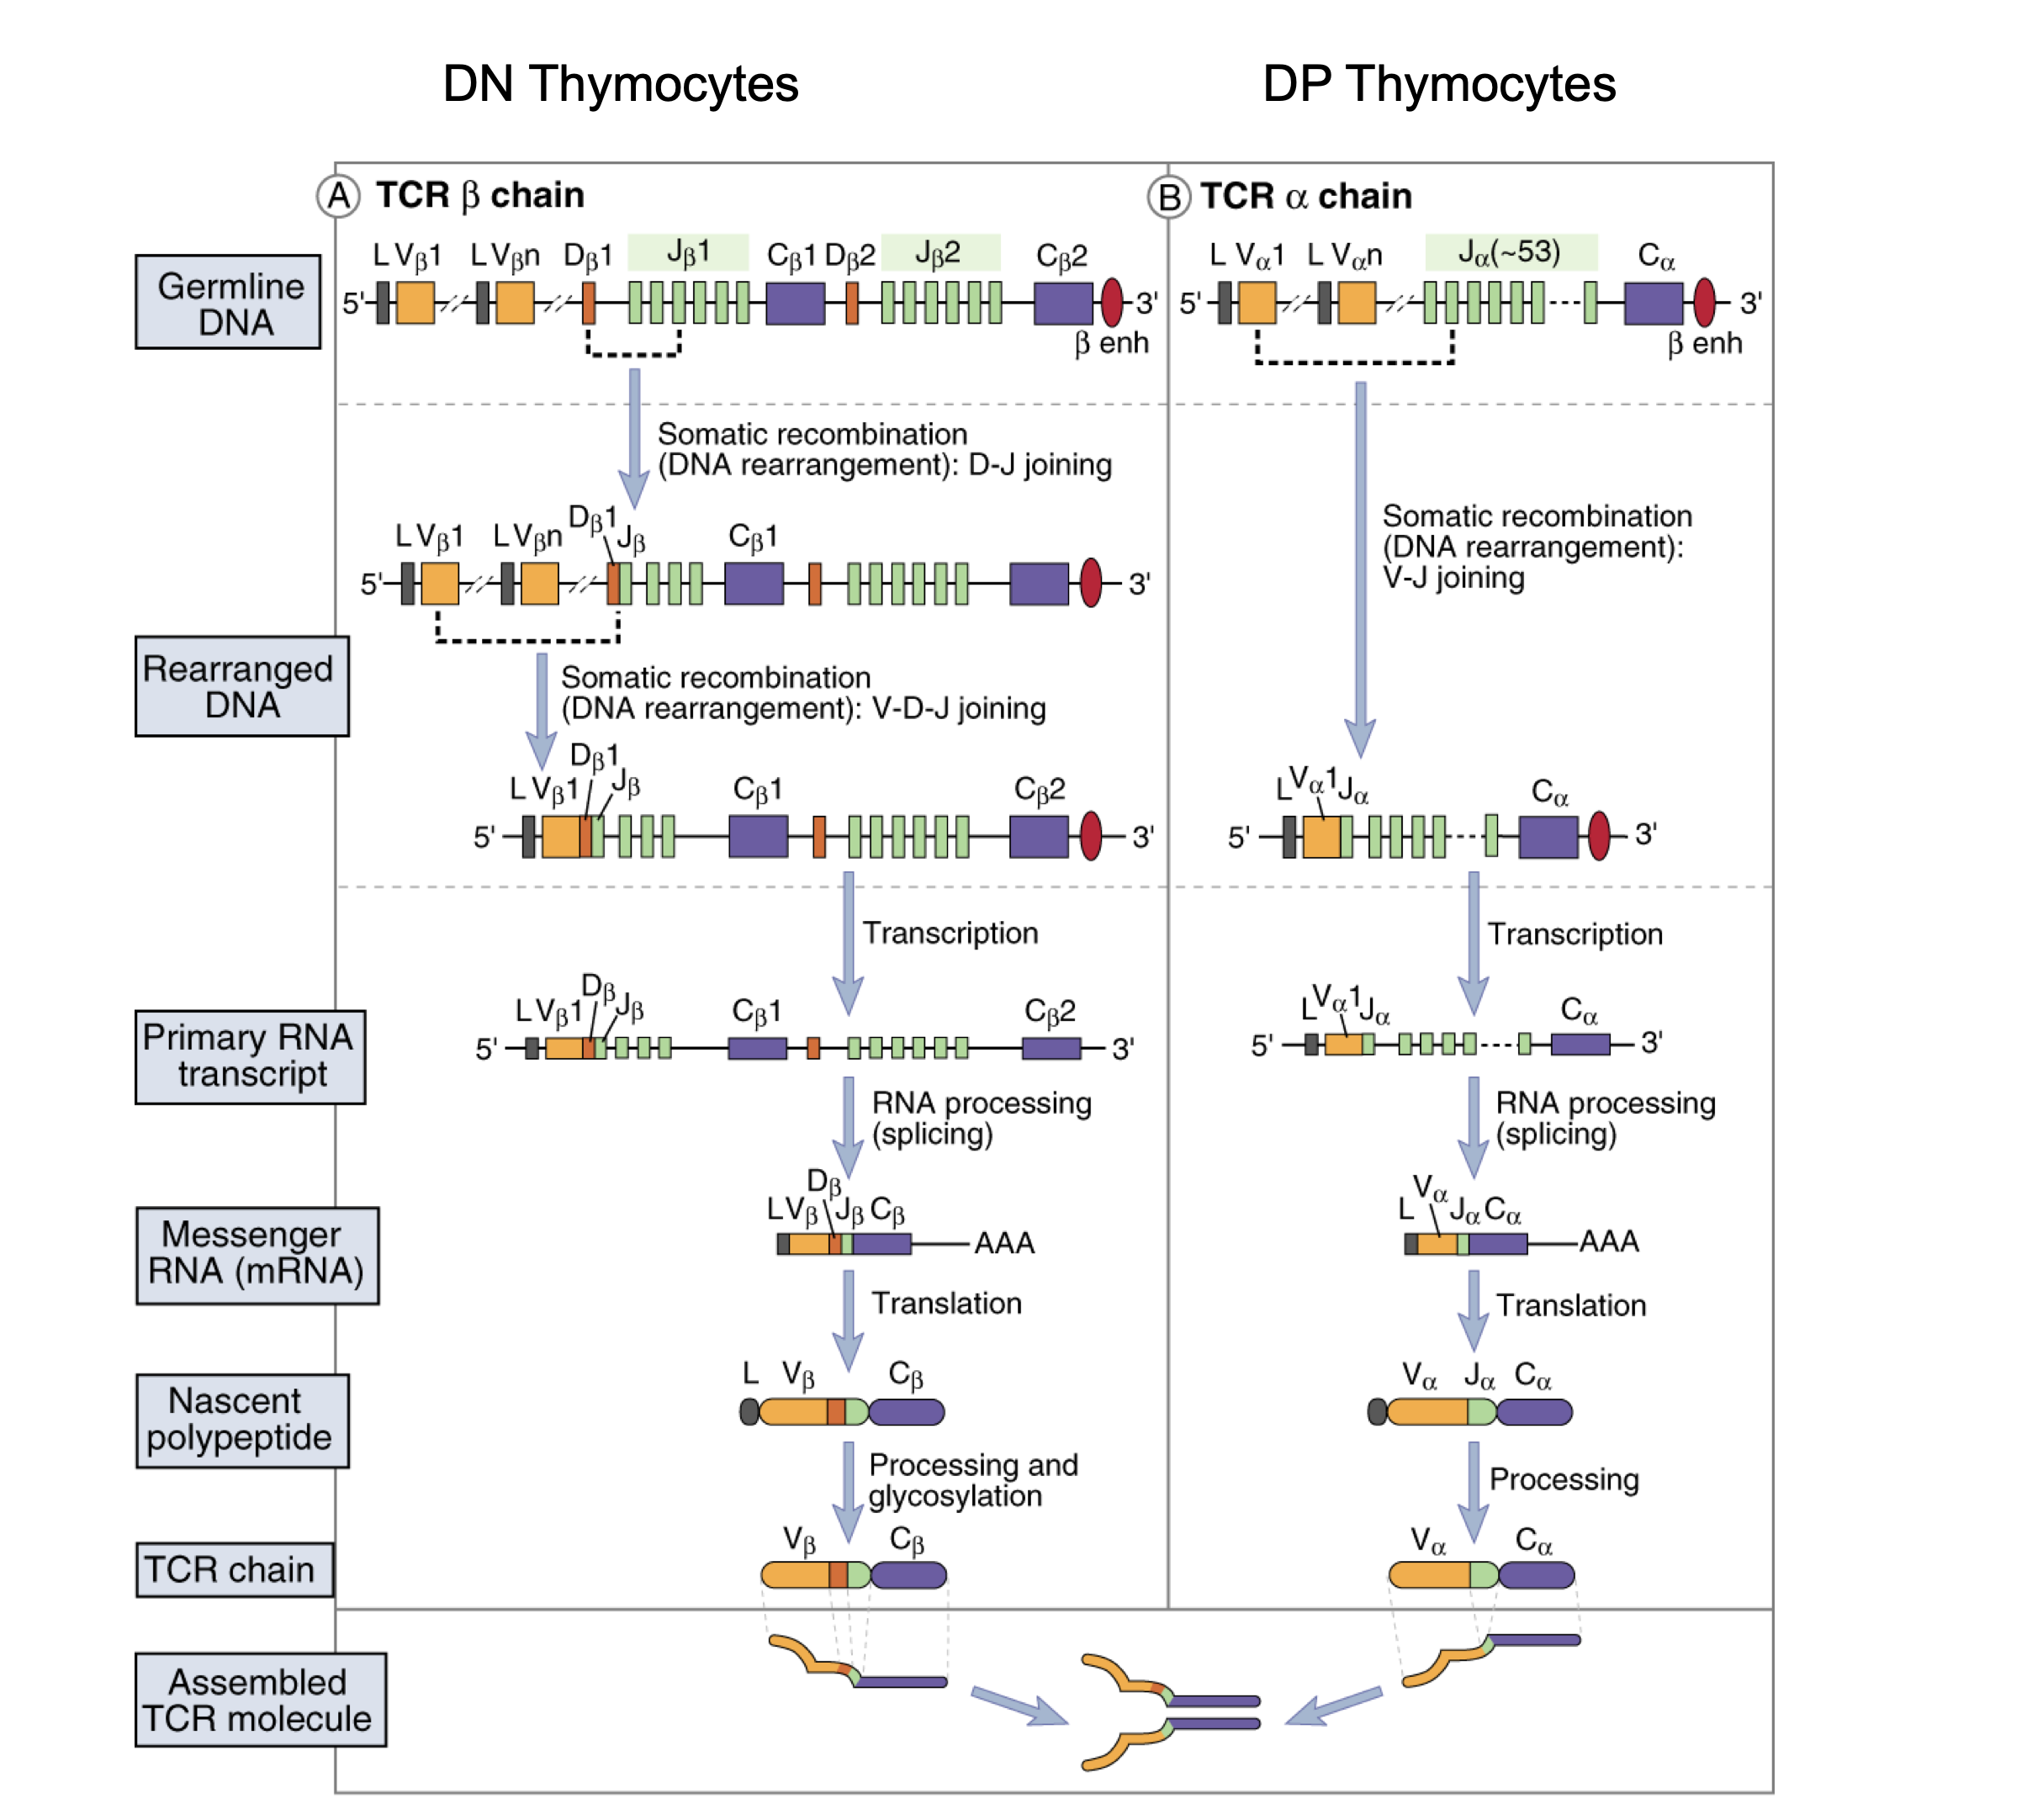 DN Thymocytes
DP Thymocytes
A TCR β chain
B TCR α chain
Germline
DNA
L Vβ1 L Vβn Dβ1 Jβ1 Cβ1 Dβ2 Jβ2 Cβ2
5' 3'
β enh
L Vα1 L Vαn Jα(~53) Cα
5' 3'
β enh
Somatic recombination
(DNA rearrangement): D-J joining
Rearranged
DNA
L Vβ1 L Vβn Dβ1 Jβ Cβ1
5' 3'
Somatic recombination
(DNA rearrangement): V-D-J joining
Somatic recombination
(DNA rearrangement):
V-J joining
L Vβ1 Dβ1 Jβ Cβ1 Cβ2
5' 3'
L Vα1 Jα Cα
5' 3'
Transcription
Transcription
Primary RNA
transcript
L Vβ1 Dβ Jβ Cβ1 Cβ2
5' 3'
L Vα1 Jα Cα
5' 3'
RNA processing
(splicing)
RNA processing
(splicing)
Messenger
RNA (mRNA)
L Vβ Dβ Jβ Cβ
AAA
L Vα Jα Cα
AAA
Translation
Translation
Nascent
polypeptide
L Vβ Cβ
Vα Jα Cα
Processing and
glycosylation
Processing
TCR chain
Vβ Cβ
Vα Cα
Assembled
TCR molecule